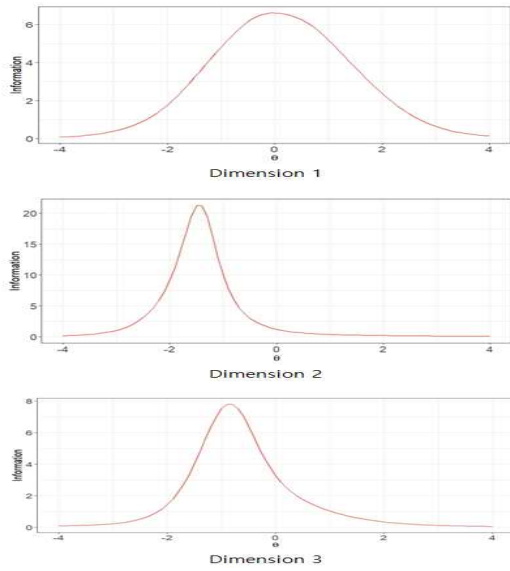 6
4
2
0
Information
-4 -2 0 2 4
θ
Dimension 1
20
15
10
5
0
Information
-4 -2 0 2 4
θ
Dimension 2
8
6
4
2
0
Information
-4 -2 0 2 4
θ
Dimension 3